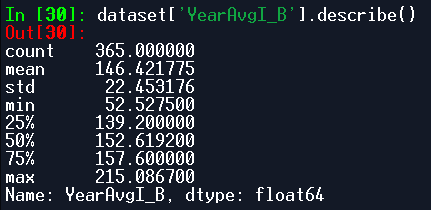 In [30]: dataset['YearAvgI_B'].describe()
Out[30]:
count    365.000000
mean     146.421775
std       22.453176
min       52.527500
25%      139.200000
50%      152.619200
75%      157.600000
max      215.086700
Name: YearAvgI_B, dtype: float64